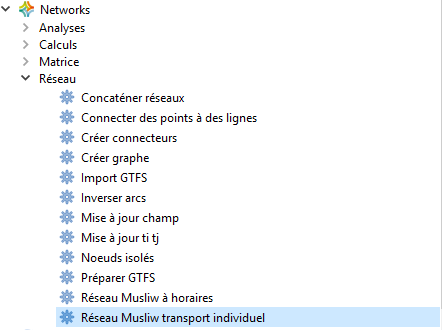 Networks
Analyses
Calculs
Matrice
Réseau
Concaténer réseaux
Connecter des points à des lignes
Créer connecteurs
Créer graphe
Import GTFS
Inverser arcs
Mise à jour champ
Mise à jour ti tj
Noeuds isolés
Préparer GTFS
Réseau Musliw à horaires
Réseau Musliw transport individuel